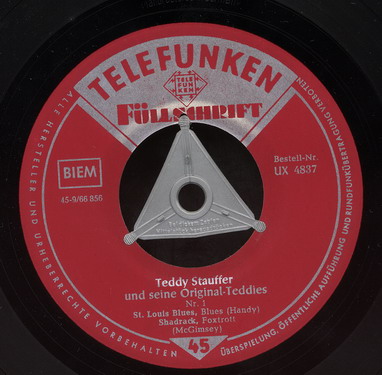 TELEFUNKEN
TELE
FUN
KEN
FÜLLSCHRIFT
BIEM
45-9/66 856
Bestell-Nr.
UX 4837
Teddy Stauffer
und seine Original-Teddies
Nr. 1
St. Louis Blues, Blues (Handy)
Shadrack, Foxtrott
(McGimsey)
45
ALLE HERSTELLER UND URHEBERRECHTE VORBEHALTEN
ÜBERSPIELUNG, ÖFFENTLICHE AUFFÜHRUNG UND RUNDFUNKÜBERTRAGUNG VERBOTEN